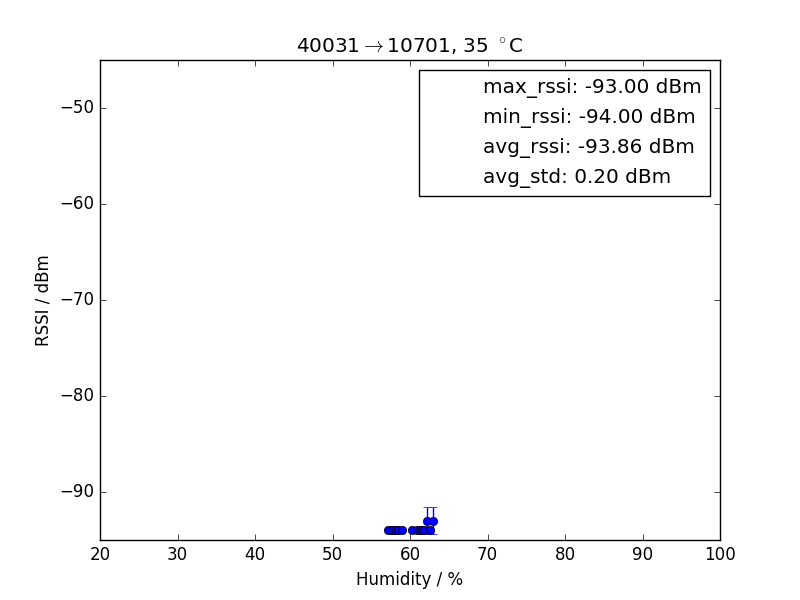 40031→10701, 35 °C
max_rssi: -93.00 dBm
min_rssi: -94.00 dBm
avg_rssi: -93.86 dBm
avg_std: 0.20 dBm
RSSI / dBm
−50
−60
−70
−80
−90
20 30 40 50 60 70 80 90 100
Humidity / %